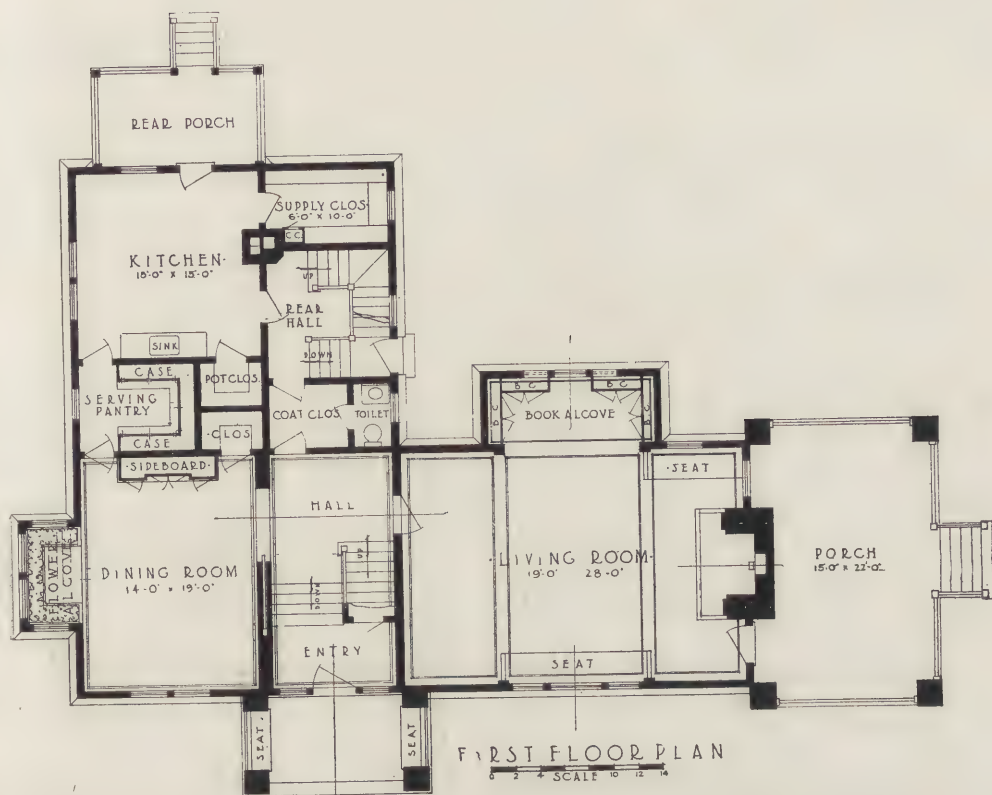 REAR PORCH
SUPPLY CLOS.
6'-0" X 10'-0"
C.C.
KITCHEN.
15'-0" X 15'-0"
UP
REAR
HALL
SINK
DOWN
CASE
POT CLOS.
SERVING
PANTRY
COAT CLOS.
TOILET
B C
B C
B C
B C
BOOK ALCOVE
CASE
·CLOS·
·SIDEBOARD·
·SEAT
HALL
FLOWER
ALCOVE
DINING ROOM
14'-0" X 19'-0"
UP
DOWN
LIVING ROOM·
19'-0" 28'-0"
PORCH
15'-0" X 22'-0"
ENTRY
SEAT
SEAT.
SEAT
FIRST FLOOR PLAN
0 2 4 SCALE 10 12 14